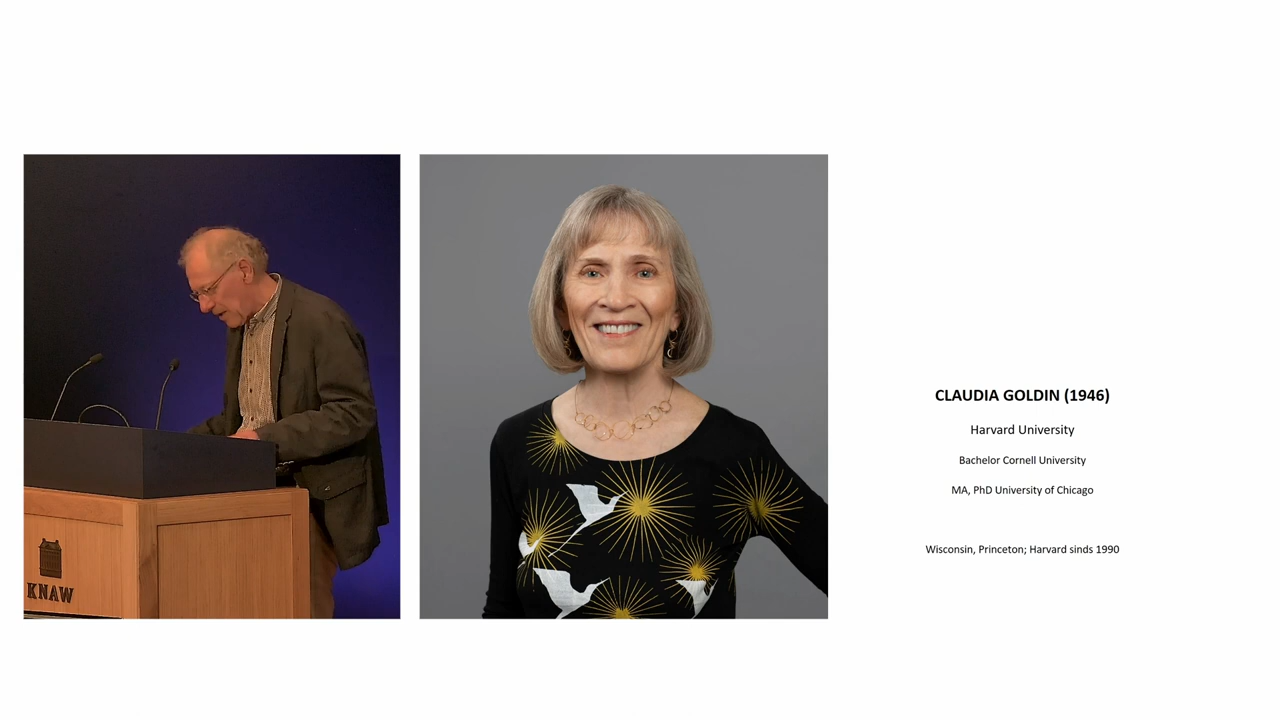 KNAW
CLAUDIA GOLDIN (1946)
Harvard University
Bachelor Cornell University
MA, PhD University of Chicago
Wisconsin, Princeton; Harvard sinds 1990